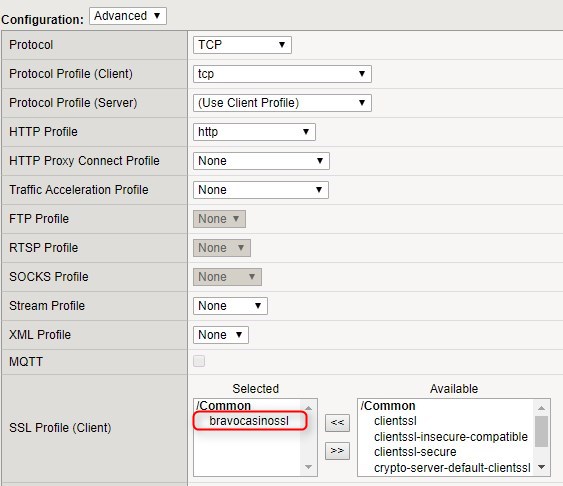 Configuration: Advanced
Protocol TCP
Protocol Profile (Client) tcp
Protocol Profile (Server) (Use Client Profile)
HTTP Profile http
HTTP Proxy Connect Profile None
Traffic Acceleration Profile None
FTP Profile None
RTSP Profile None
SOCKS Profile None
Stream Profile None
XML Profile None
MQTT
SSL Profile (Client)
Selected
/Common
bravocasinossl
<<
>>
Available
/Common
clientssl
clientssl-insecure-compatible
clientssl-secure
crypto-server-default-clientssl